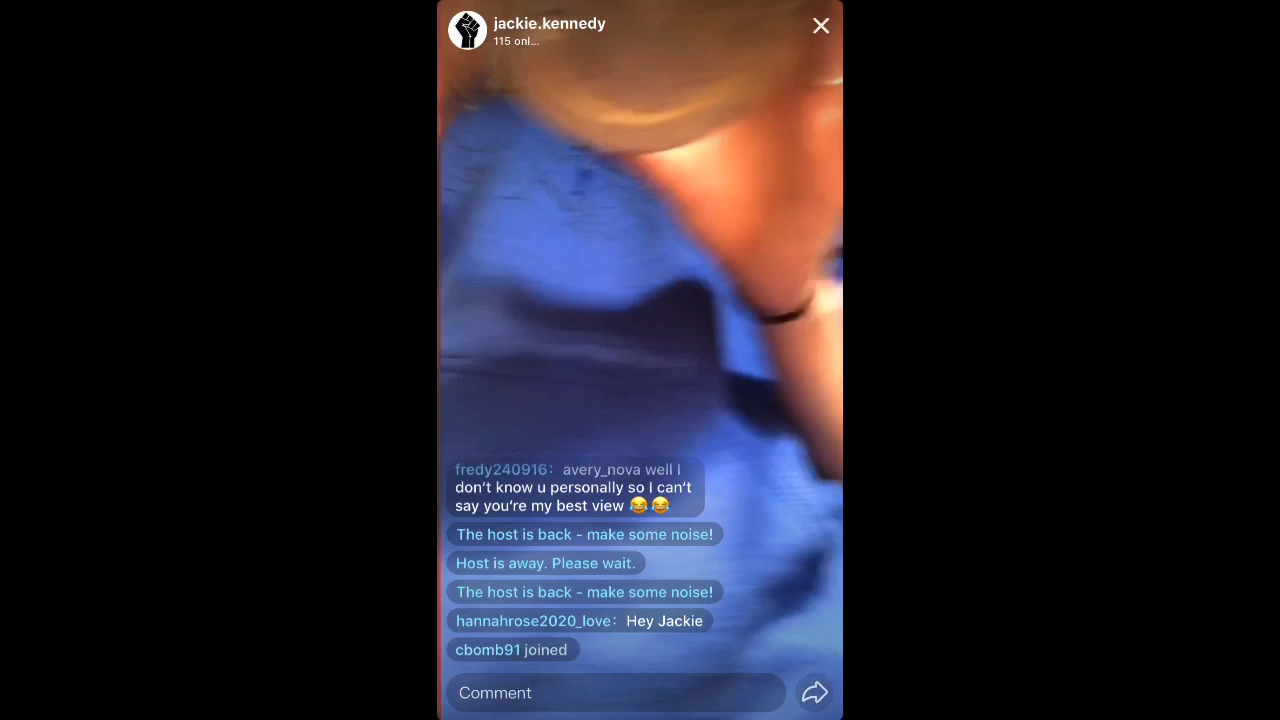 jackie.kennedy
115 onl...
fredy240916: avery_nova well I
don't know u personally so I can't
say you're my best view 😂😂
The host is back - make some noise!
Host is away. Please wait.
The host is back - make some noise!
hannahrose2020_love: Hey Jackie
cbomb91 joined
Comment